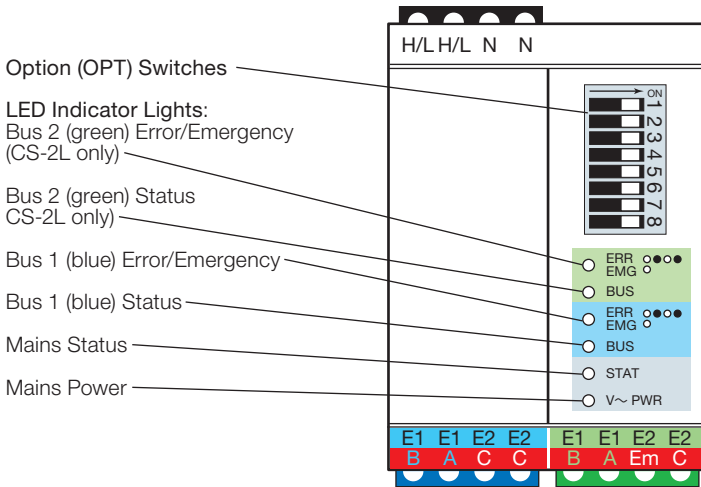 H/L H/L N N
Option (OPT) Switches
ON
1
2
3
4
5
6
7
8
LED Indicator Lights:
Bus 2 (green) Error/Emergency
(CS-2L only)
Bus 2 (green) Status
CS-2L only)
Bus 1 (blue) Error/Emergency
Bus 1 (blue) Status
Mains Status
Mains Power
ERR
EMG
BUS
ERR
EMG
BUS
STAT
V~ PWR
E1 E1 E2 E2 E1 E1 E2 E2
B A C C B A Em C